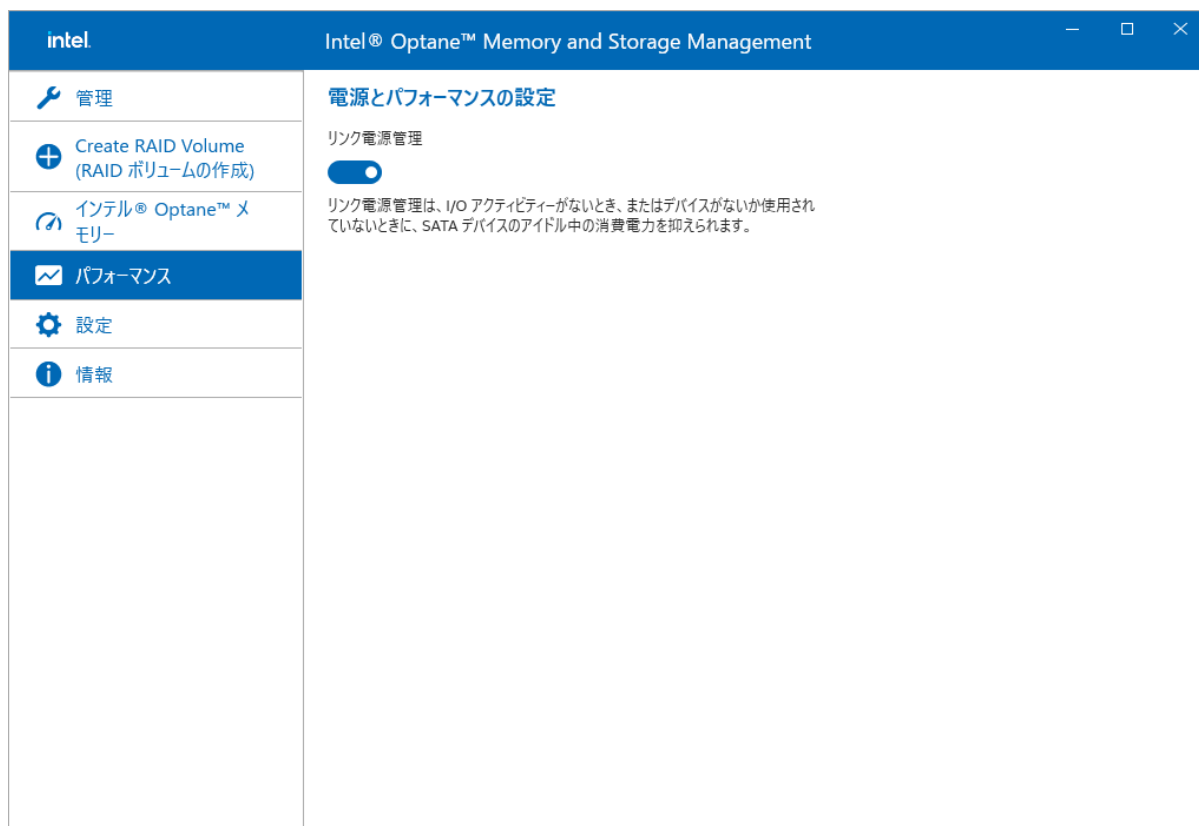 intel.
Intel® Optane™ Memory and Storage Management
管理
Create RAID Volume
(RAID ボリュームの作成)
インテル® Optane™ メ
モリー
パフォーマンス
設定
情報
電源とパフォーマンスの設定
リンク電源管理
リンク電源管理は、I/O アクティビティーがないとき、またはデバイスがないか使用され
ていないときに、SATA デバイスのアイドル中の消費電力を抑えられます。